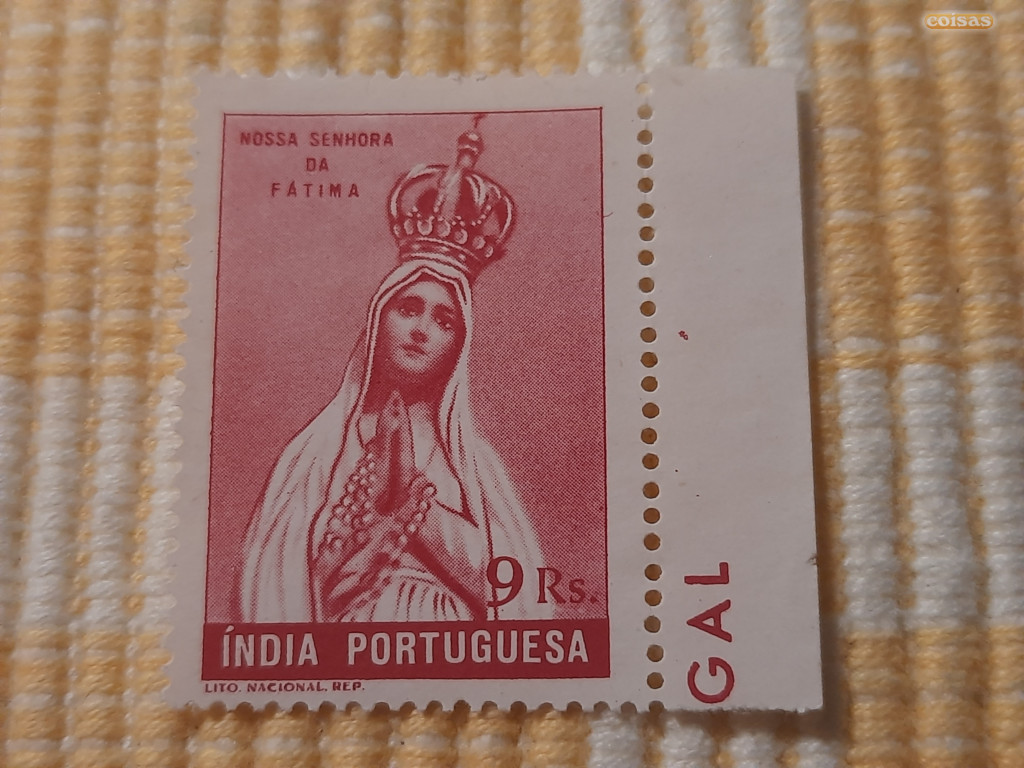 coisas
NOSSA SENHORA
DA
FÁTIMA
9 Rs.
ÍNDIA PORTUGUESA
LITO. NACIONAL. REP.
GAL